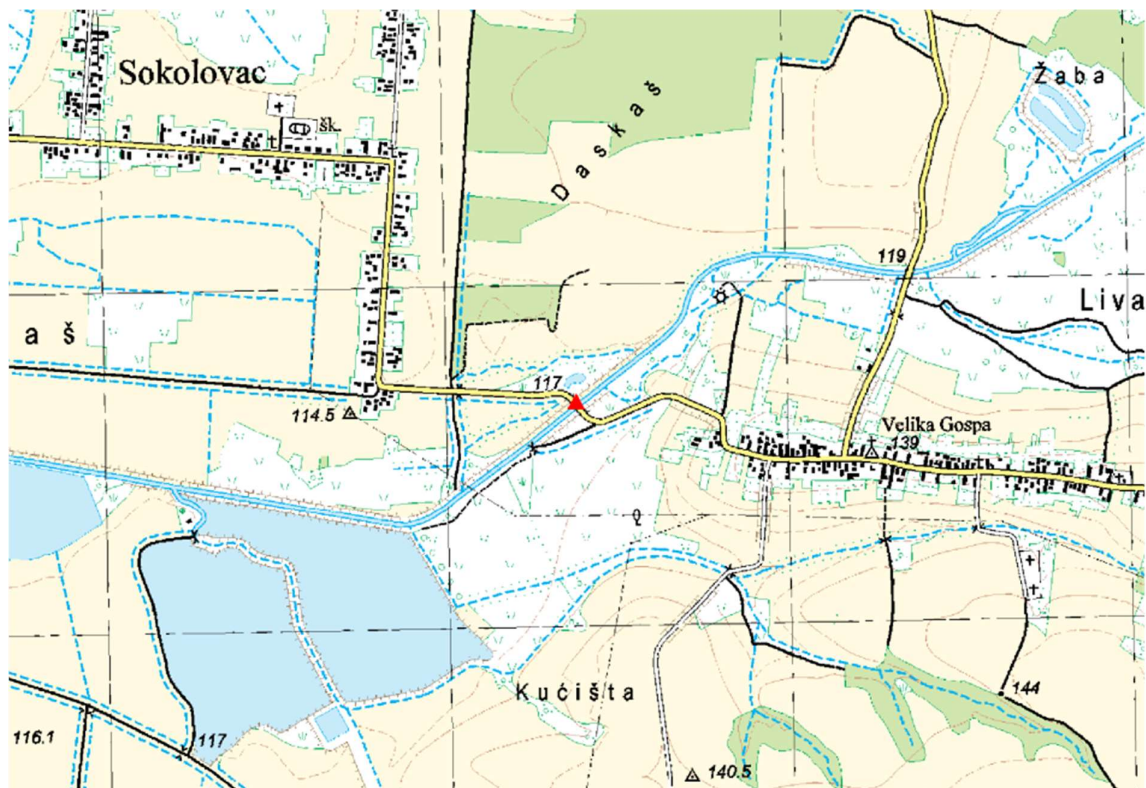 Žaba
Sokolovac
šk.
Daskaš
119
Liva
a š
117
114.5
Velika Gospa
139
Kućišta
144
116.1
117
140.5